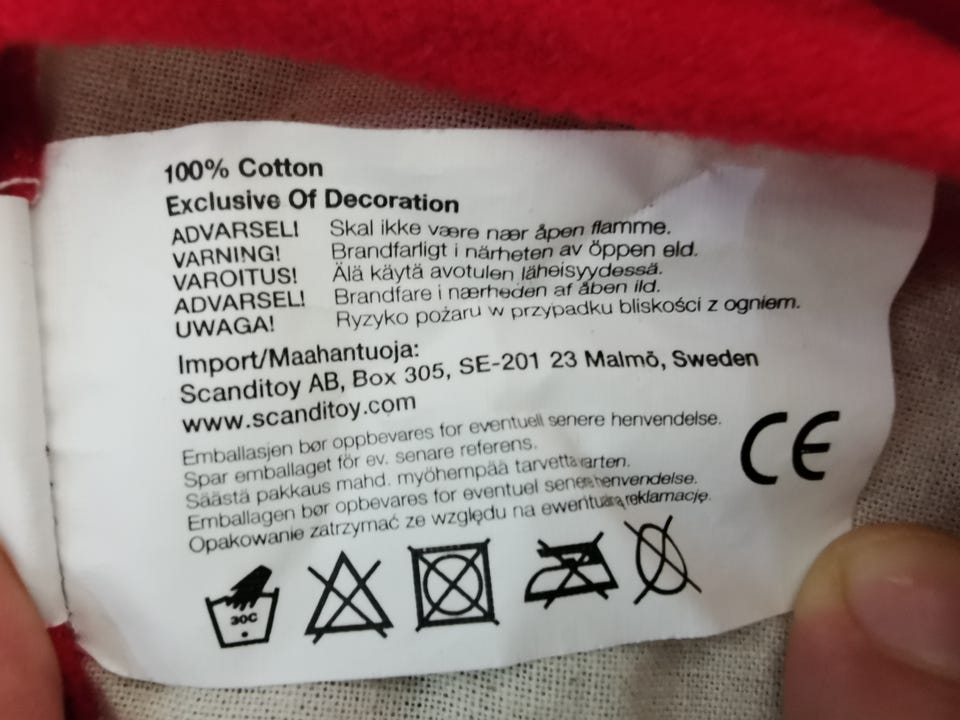 100% Cotton
Exclusive Of Decoration
ADVARSEL! Skal ikke være nær åpen flamme.
VARNING! Brandfarligt i närheten av öppen eld.
VAROITUS! Älä käytä avotulen läheisyydessä.
ADVARSEL! Brandfare i nærheden af åben ild.
UWAGA! Ryzyko pożaru w przypadku bliskości z ogniem.
Import/Maahantuoja:
Scanditoy AB, Box 305, SE-201 23 Malmö, Sweden
www.scanditoy.com
Emballasjen bør oppbevares for eventuell senere henvendelse.
Spar emballaget för ev. senare referens.
Säästä pakkaus mahd. myöhempää tarvetta varten.
Emballagen bør opbevares for eventuel senere henvendelse.
Opakowanie zatrzymać ze względu na ewentualną reklamację.
CE
30C